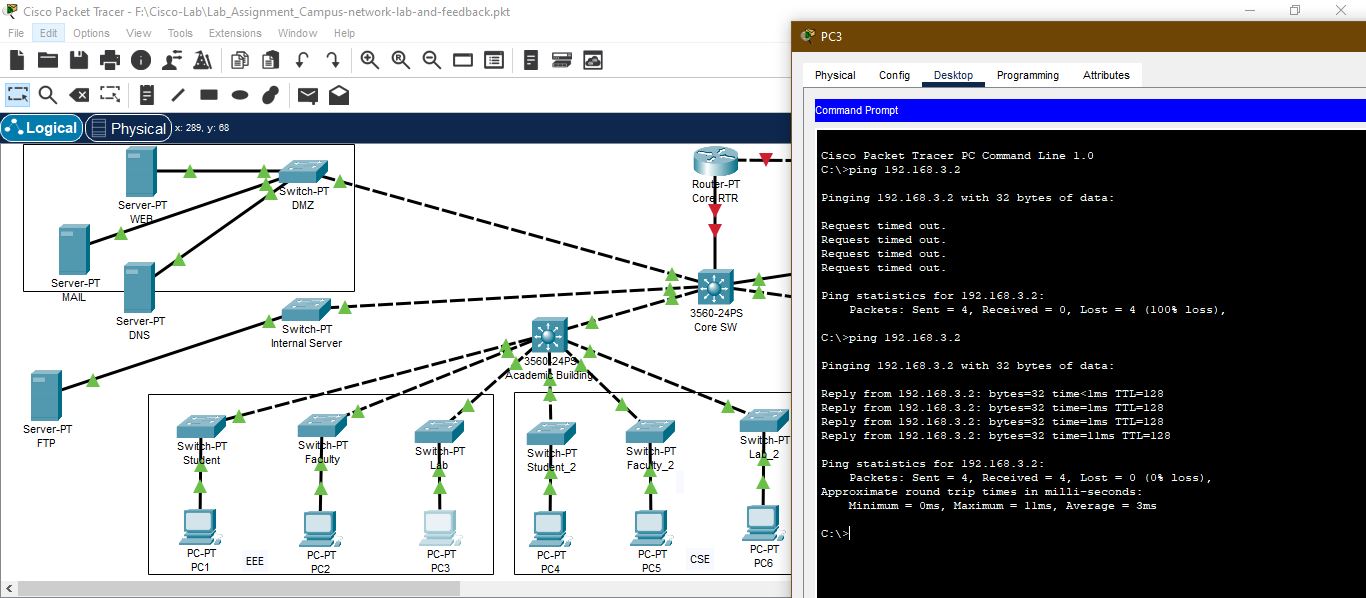 Cisco Packet Tracer - F:\Cisco-Lab\Lab_Assignment_Campus-network-lab-and-feedback.pkt
File Edit Options View Tools Extensions Window Help
Logical Physical x: 289, y: 68
Server-PT
WEB
Switch-PT
DMZ
Server-PT
MAIL
Server-PT
DNS
Switch-PT
Internal Server
Server-PT
FTP
Router-PT
Core RTR
3560-24PS
Core SW
3560-24PS
Academic Building
Switch-PT
Student
Switch-PT
Faculty
Switch-PT
Lab
Switch-PT
Student_2
Switch-PT
Faculty_2
Switch-PT
Lab_2
PC-PT
PC1
EEE
PC-PT
PC2
PC-PT
PC3
PC-PT
PC4
PC-PT
PC5
CSE
PC-PT
PC6
PC3
Physical Config Desktop Programming Attributes
Command Prompt
Cisco Packet Tracer PC Command Line 1.0
C:\>ping 192.168.3.2
Pinging 192.168.3.2 with 32 bytes of data:
Request timed out.
Request timed out.
Request timed out.
Request timed out.
Ping statistics for 192.168.3.2:
Packets: Sent = 4, Received = 0, Lost = 4 (100% loss),
C:\>ping 192.168.3.2
Pinging 192.168.3.2 with 32 bytes of data:
Reply from 192.168.3.2: bytes=32 time<1ms TTL=128
Reply from 192.168.3.2: bytes=32 time=1ms TTL=128
Reply from 192.168.3.2: bytes=32 time=1ms TTL=128
Reply from 192.168.3.2: bytes=32 time=11ms TTL=128
Ping statistics for 192.168.3.2:
Packets: Sent = 4, Received = 4, Lost = 0 (0% loss),
Approximate round trip times in milli-seconds:
Minimum = 0ms, Maximum = 11ms, Average = 3ms
C:\>